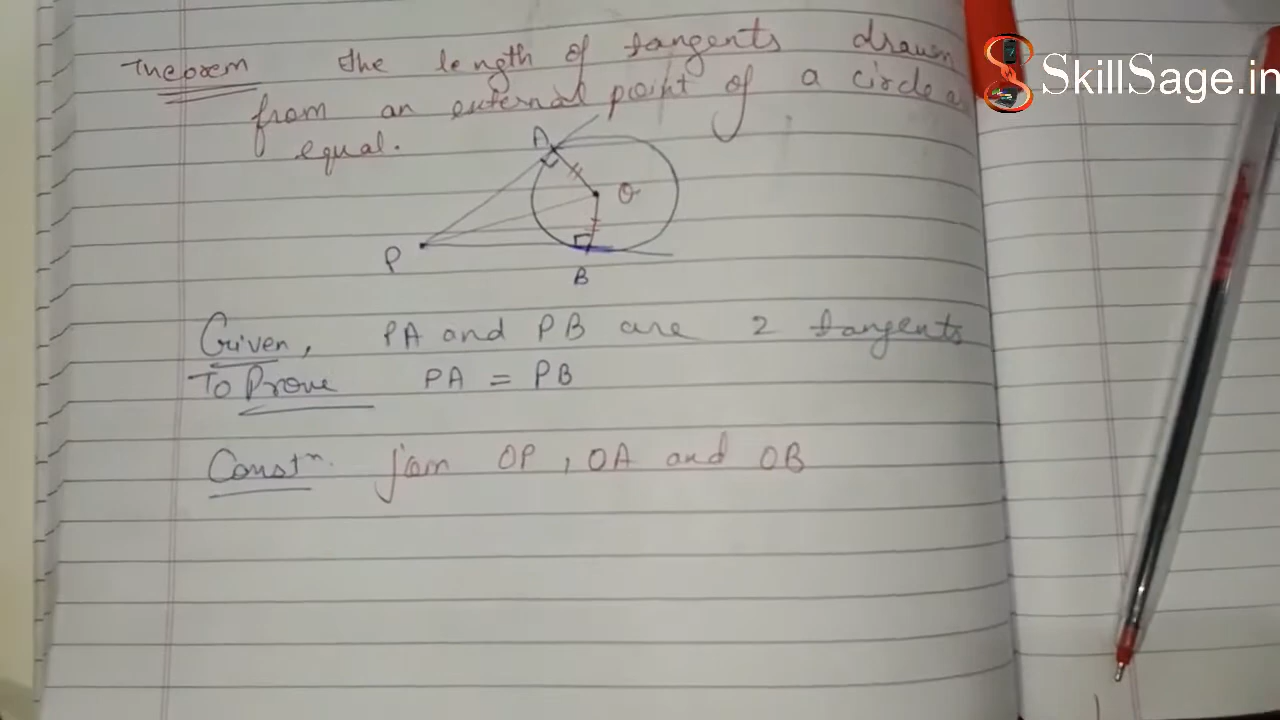 Theorem The length of tangents drawn
from an external point of a circle a
equal.
A
O
P
B
Given, PA and PB are 2 tangents
To Prove PA = PB
Constⁿ. join OP, OA and OB
SkillSage.in